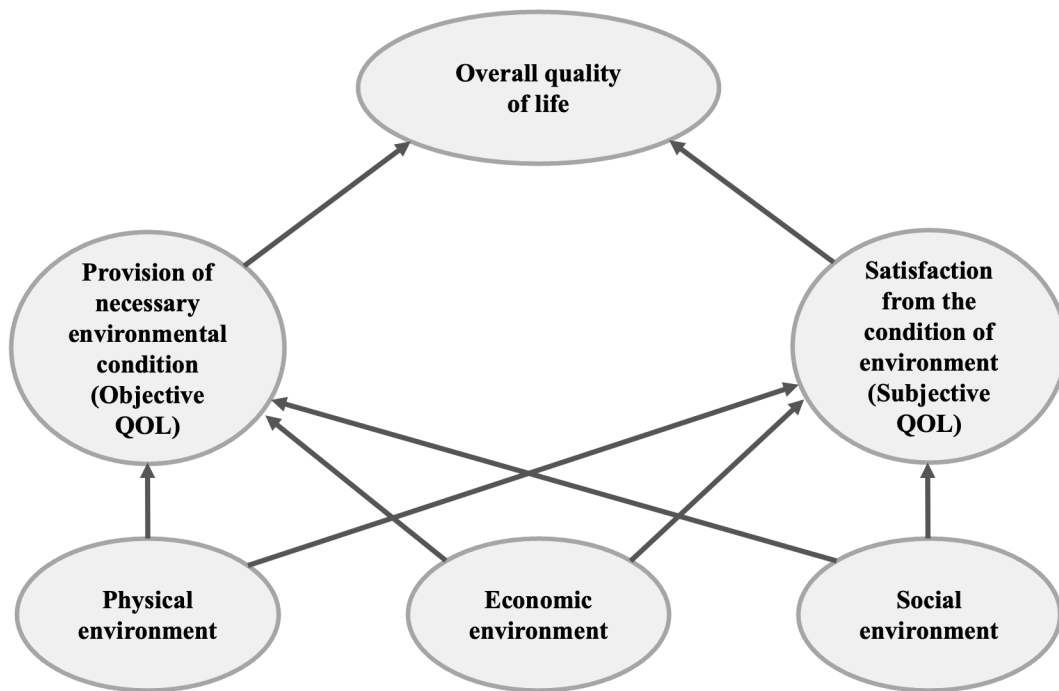 Overall quality
of life
Provision of
necessary
environmental
condition
(Objective
QOL)
Satisfaction
from the
condition of
environment
(Subjective
QOL)
Physical
environment
Economic
environment
Social
environment